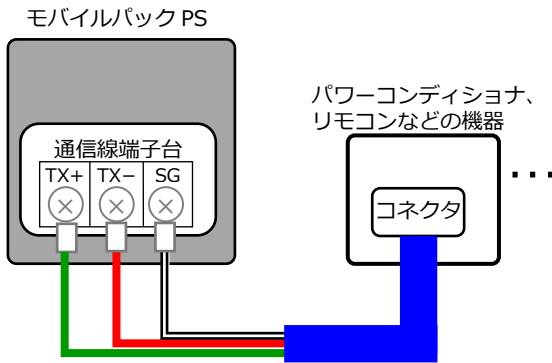 モバイルパック PS
パワーコンディショナ、
リモコンなどの機器
通信線端子台
TX+ TX− SG
コネクタ
…